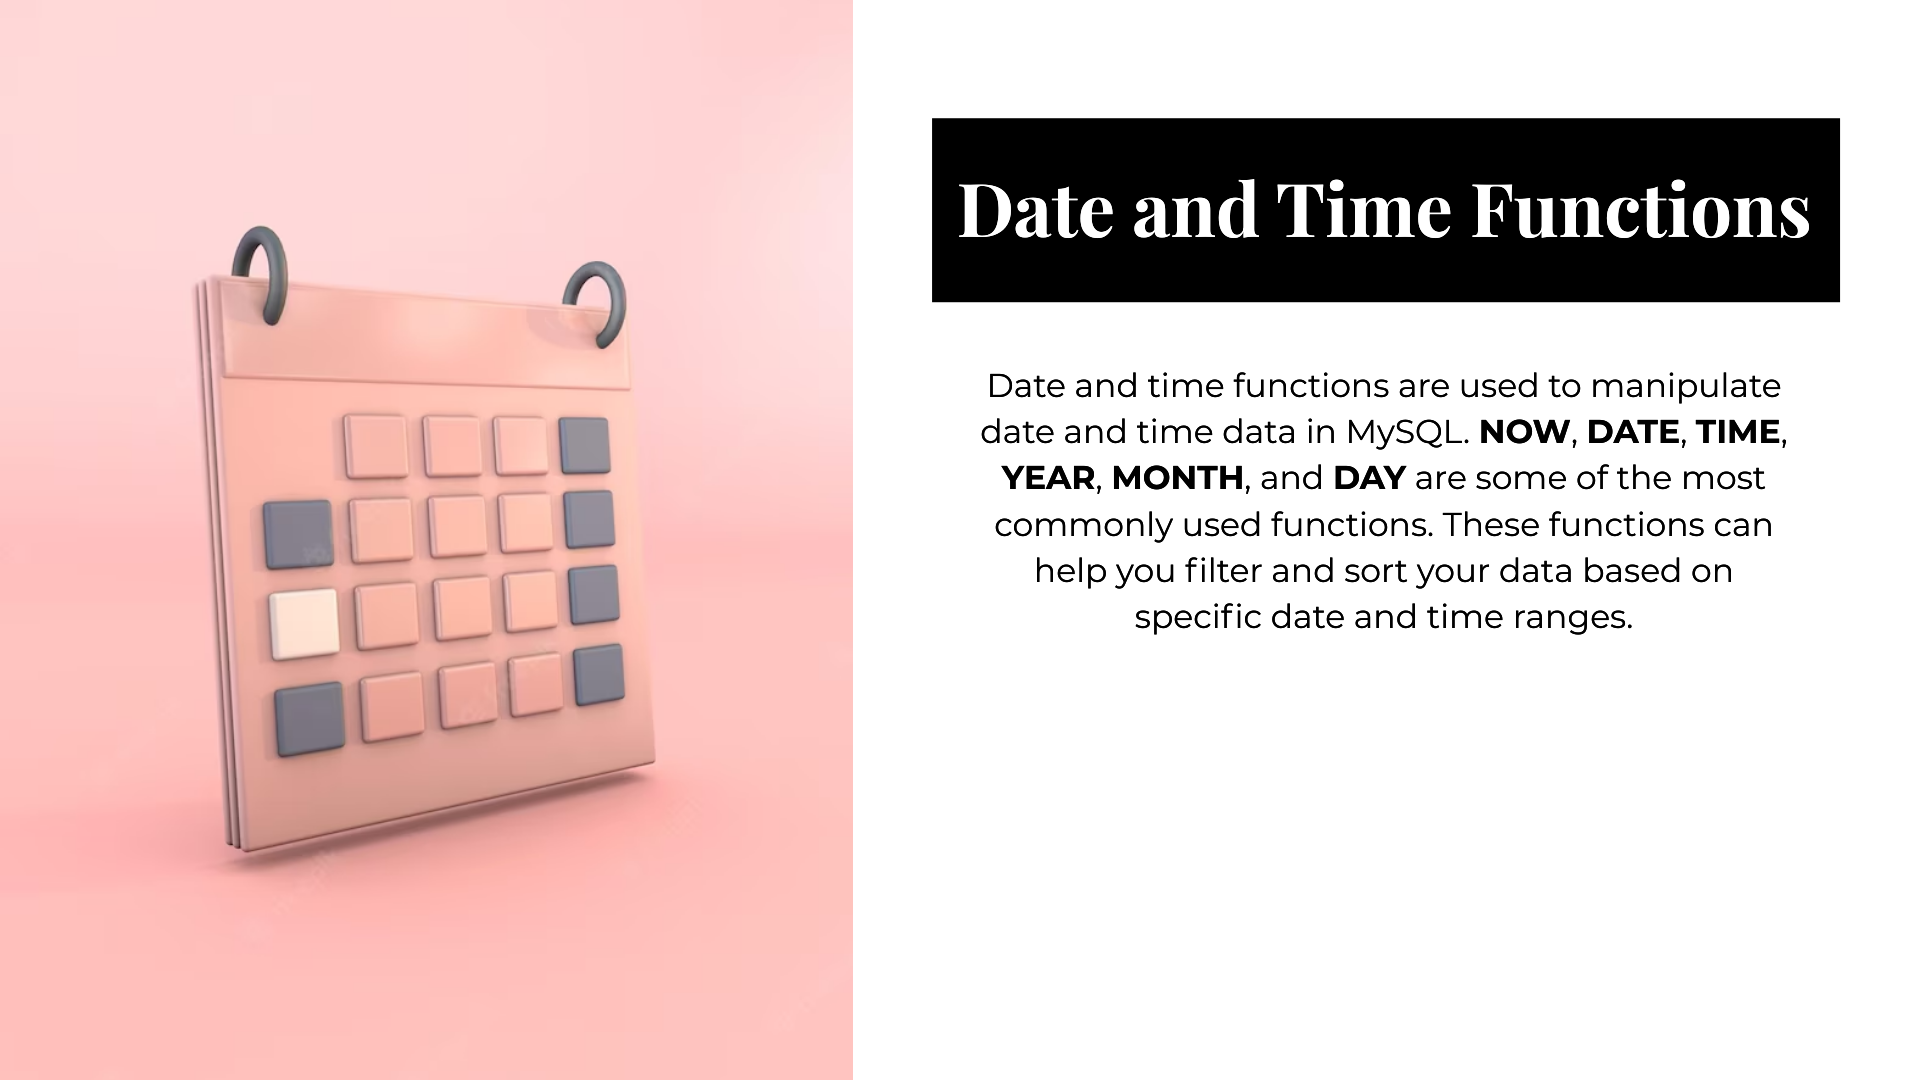 Date and Time Functions
Date and time functions are used to manipulate
date and time data in MySQL. NOW, DATE, TIME,
YEAR, MONTH, and DAY are some of the most
commonly used functions. These functions can
help you filter and sort your data based on
specific date and time ranges.